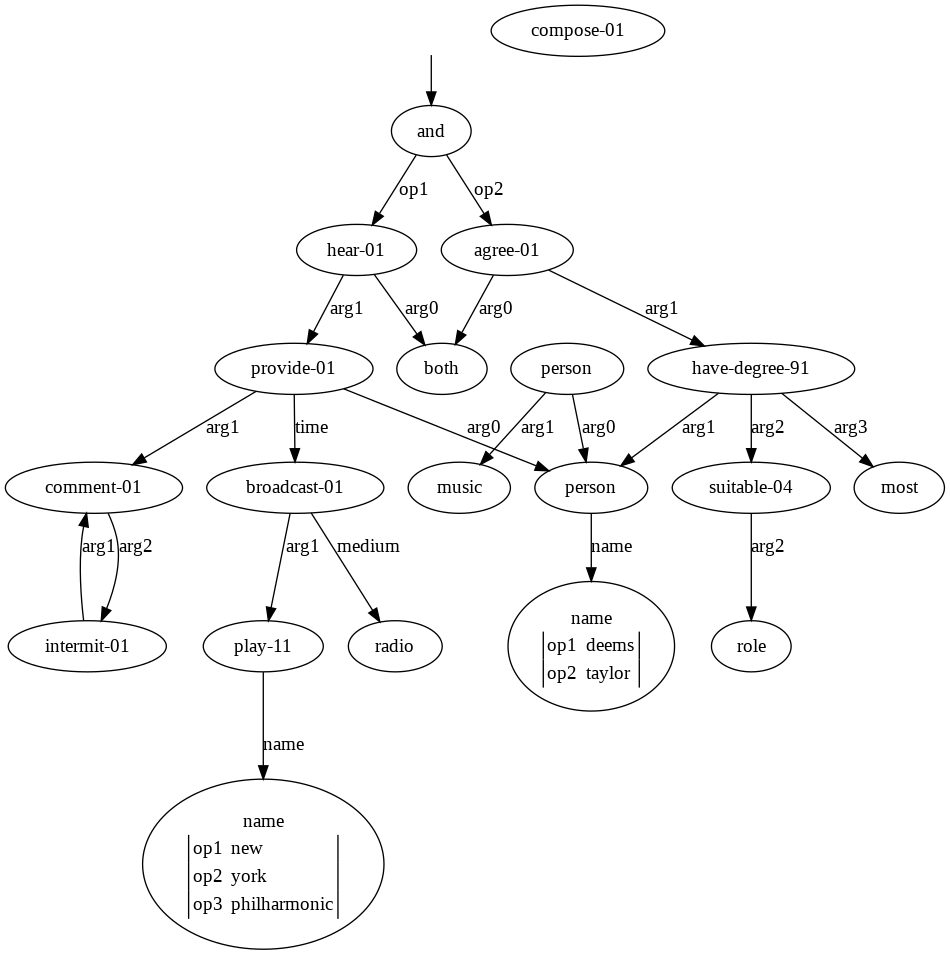 compose-01
and
op1 op2
hear-01 agree-01
arg1 arg0 arg0 arg1
provide-01 both person have-degree-91
arg1 time arg0 arg1 arg0 arg1 arg2 arg3
comment-01 broadcast-01 music person suitable-04 most
arg1 arg2 arg1 medium name arg2
intermit-01 play-11 radio name role
op1 deems
op2 taylor
name
name
op1 new
op2 york
op3 philharmonic